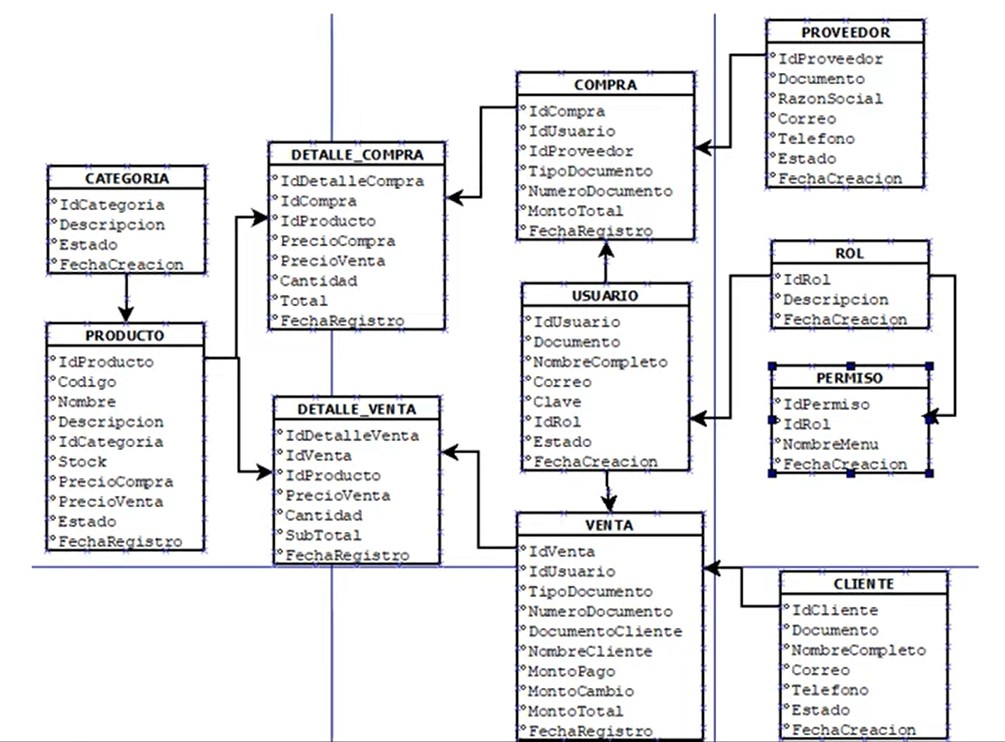 PROVEEDOR
IdProveedor
Documento
RazonSocial
Correo
Telefono
Estado
FechaCreacion
COMPRA
IdCompra
IdUsuario
IdProveedor
TipoDocumento
NumeroDocumento
MontoTotal
FechaRegistro
DETALLE_COMPRA
IdDetalleCompra
IdCompra
IdProducto
PrecioCompra
PrecioVenta
Cantidad
Total
FechaRegistro
CATEGORIA
IdCategoria
Descripcion
Estado
FechaCreacion
PRODUCTO
IdProducto
Codigo
Nombre
Descripcion
IdCategoria
Stock
PrecioCompra
PrecioVenta
Estado
FechaRegistro
DETALLE_VENTA
IdDetalleVenta
IdVenta
IdProducto
PrecioVenta
Cantidad
SubTotal
FechaRegistro
USUARIO
IdUsuario
Documento
NombreCompleto
Correo
Clave
IdRol
Estado
FechaCreacion
ROL
IdRol
Descripcion
FechaCreacion
PERMISO
IdPermiso
IdRol
NombreMenu
FechaCreacion
VENTA
IdVenta
IdUsuario
TipoDocumento
NumeroDocumento
DocumentoCliente
NombreCliente
MontoPago
MontoCambio
MontoTotal
FechaRegistro
CLIENTE
IdCliente
Documento
NombreCompleto
Correo
Telefono
Estado
FechaCreacion